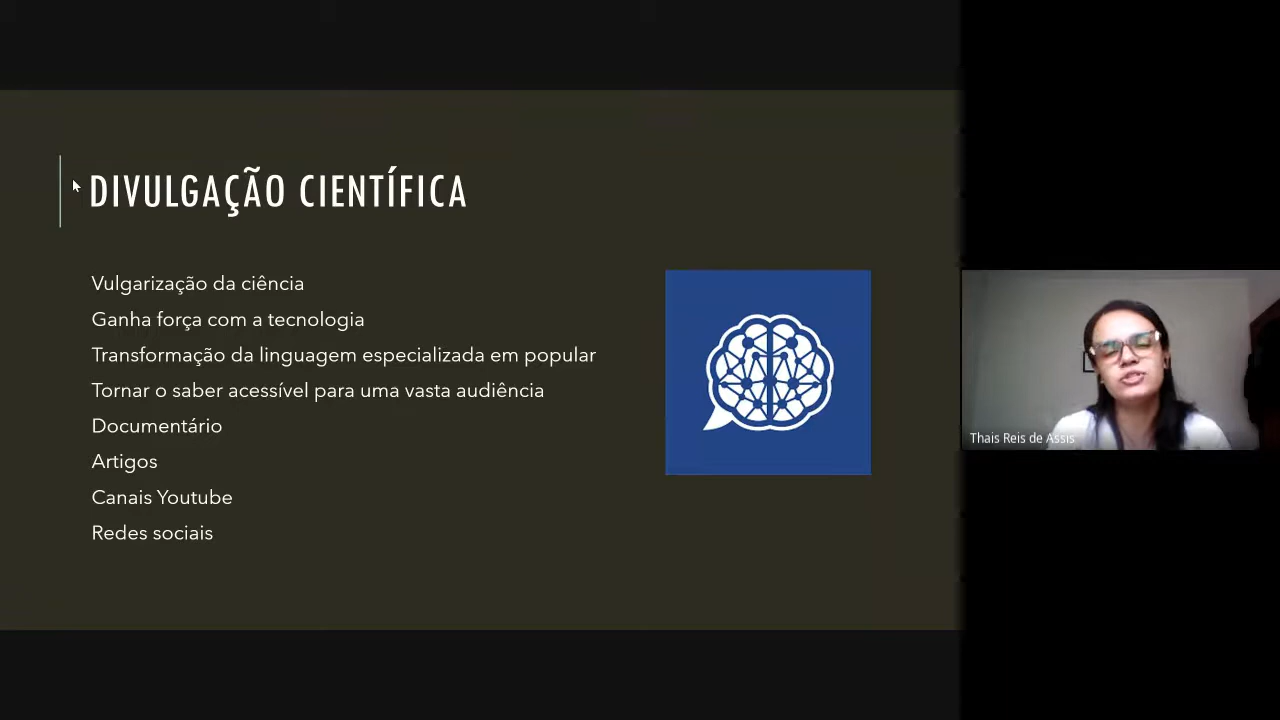 DIVULGAÇÃO CIENTÍFICA
Vulgarização da ciência
Ganha força com a tecnologia
Transformação da linguagem especializada em popular
Tornar o saber acessível para uma vasta audiência
Documentário
Artigos
Canais Youtube
Redes sociais
Thais Reis de Assis